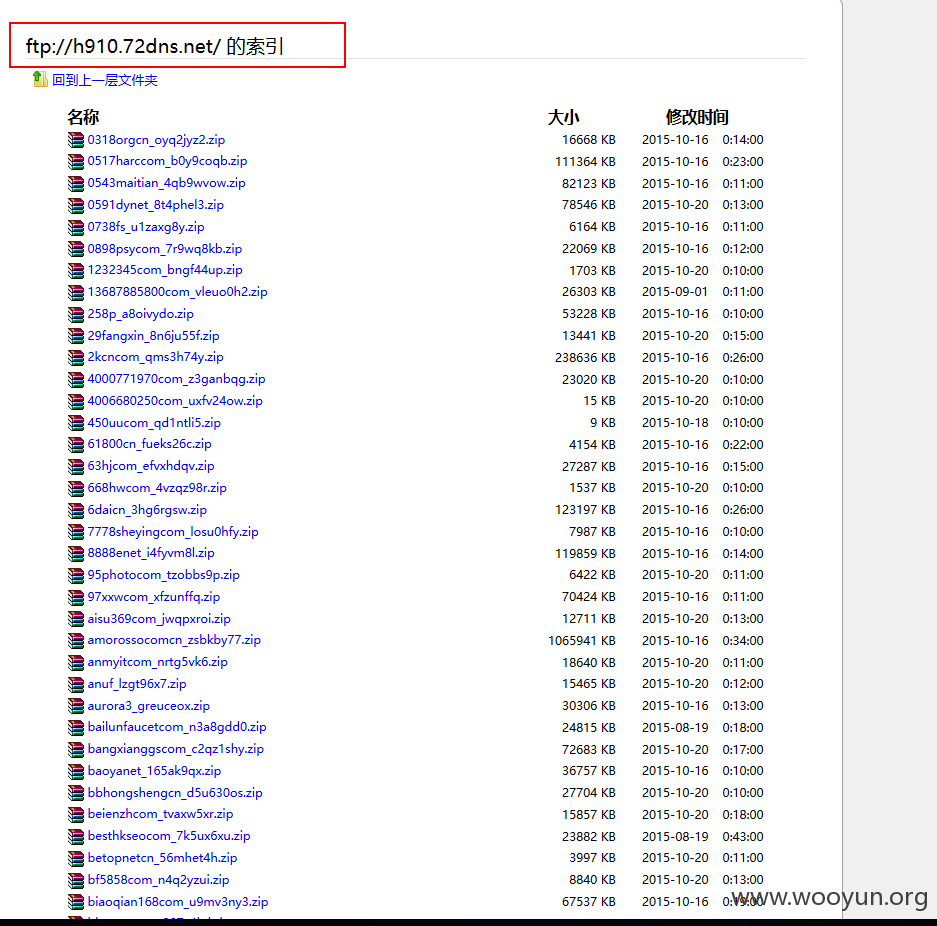 ftp://h910.72dns.net/ 的索引
回到上一层文件夹
名称 大小 修改时间
0318orgcn_oyq2jyz2.zip 16668 KB 2015-10-16 0:14:00
0517harccom_b0y9coqb.zip 111364 KB 2015-10-16 0:23:00
0543maitian_4qb9wvow.zip 82123 KB 2015-10-16 0:11:00
0591dynet_8t4phel3.zip 78546 KB 2015-10-20 0:13:00
0738fs_u1zaxg8y.zip 6164 KB 2015-10-16 0:11:00
0898psycom_7r9wq8kb.zip 22069 KB 2015-10-16 0:12:00
1232345com_bngf44up.zip 1703 KB 2015-10-20 0:10:00
13687885800com_vleuo0h2.zip 26303 KB 2015-09-01 0:11:00
258p_a8oivydo.zip 53228 KB 2015-10-16 0:10:00
29fangxin_8n6ju55f.zip 13441 KB 2015-10-20 0:15:00
2kcncom_qms3h74y.zip 238636 KB 2015-10-16 0:26:00
4000771970com_z3ganbqg.zip 23020 KB 2015-10-20 0:10:00
4006680250com_uxfv24ow.zip 15 KB 2015-10-20 0:10:00
450uucom_qd1ntli5.zip 9 KB 2015-10-18 0:10:00
61800cn_fueks26c.zip 4154 KB 2015-10-16 0:22:00
63hjcom_efvxhdqv.zip 27287 KB 2015-10-16 0:15:00
668hwcom_4vzqz98r.zip 1537 KB 2015-10-20 0:10:00
6daicn_3hg6rgsw.zip 123197 KB 2015-10-16 0:26:00
7778sheyingcom_losu0hfy.zip 7987 KB 2015-10-16 0:10:00
8888enet_i4fyvm8l.zip 119859 KB 2015-10-16 0:14:00
95photocom_tzobbs9p.zip 6422 KB 2015-10-20 0:11:00
97xxwcom_xfzunffq.zip 70424 KB 2015-10-16 0:11:00
aisu369com_jwqpxroi.zip 12711 KB 2015-10-20 0:13:00
amorossocomcn_zsbkby77.zip 1065941 KB 2015-10-16 0:34:00
anmyitcom_nrtg5vk6.zip 18640 KB 2015-10-20 0:11:00
anuf_lzgt96x7.zip 15465 KB 2015-10-20 0:12:00
aurora3_greuceox.zip 30306 KB 2015-10-16 0:13:00
bailunfaucetcom_n3a8gdd0.zip 24815 KB 2015-08-19 0:18:00
bangxianggscom_c2qz1shy.zip 72683 KB 2015-10-20 0:17:00
baoyanet_165ak9qx.zip 36757 KB 2015-10-16 0:10:00
bbhongshengcn_d5u630os.zip 27704 KB 2015-10-20 0:10:00
beienzhcom_tvaxw5xr.zip 15857 KB 2015-10-20 0:18:00
besthkseocom_7k5ux6xu.zip 23882 KB 2015-08-19 0:43:00
betopnetcn_56mhet4h.zip 3997 KB 2015-10-20 0:11:00
bf5858com_n4q2yzui.zip 8840 KB 2015-10-20 0:13:00
biaoqian168com_u9mv3ny3.zip 67537 KB 2015-10-16
www.wooyun.org